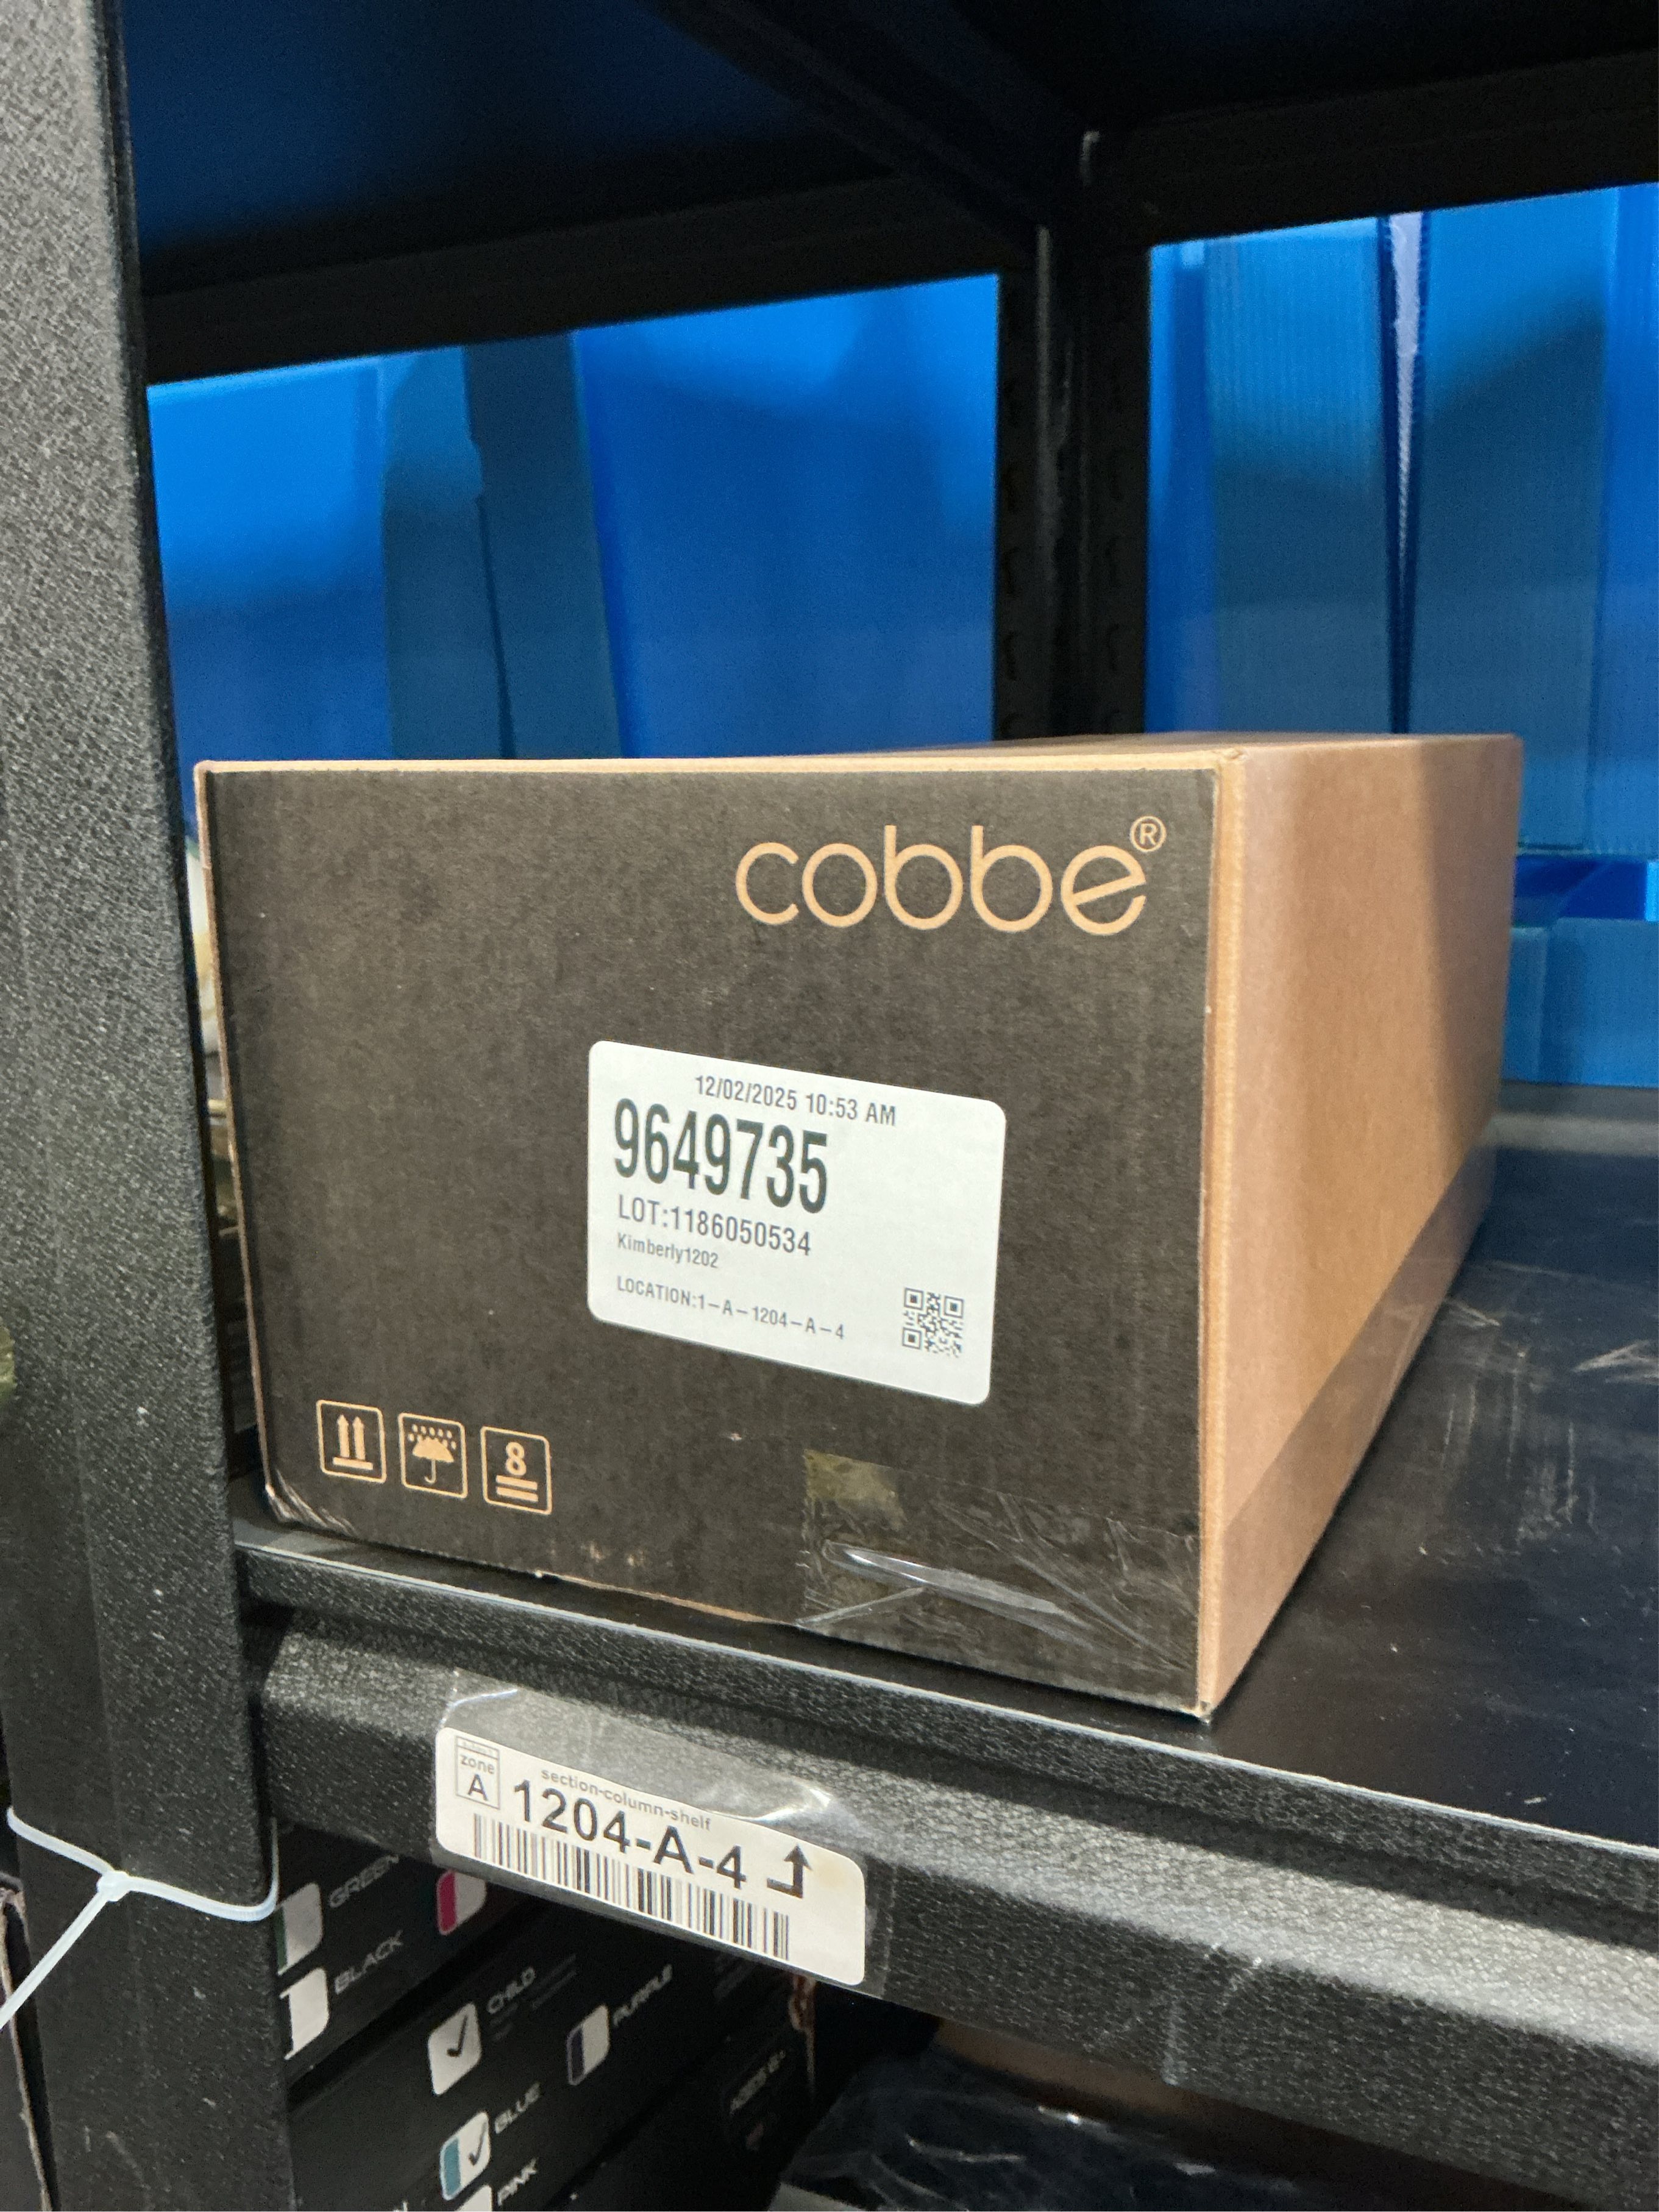 cobbe®
12/02/2025 10:53 AM
9649735
LOT:1186050534
Kimberly1202
LOCATION:1-A-1204-A-4
8
zone
A
section-column-shelf
1204-A-4
GREEN
BLACK
CHILD
PURPLE
BLUE
PINK